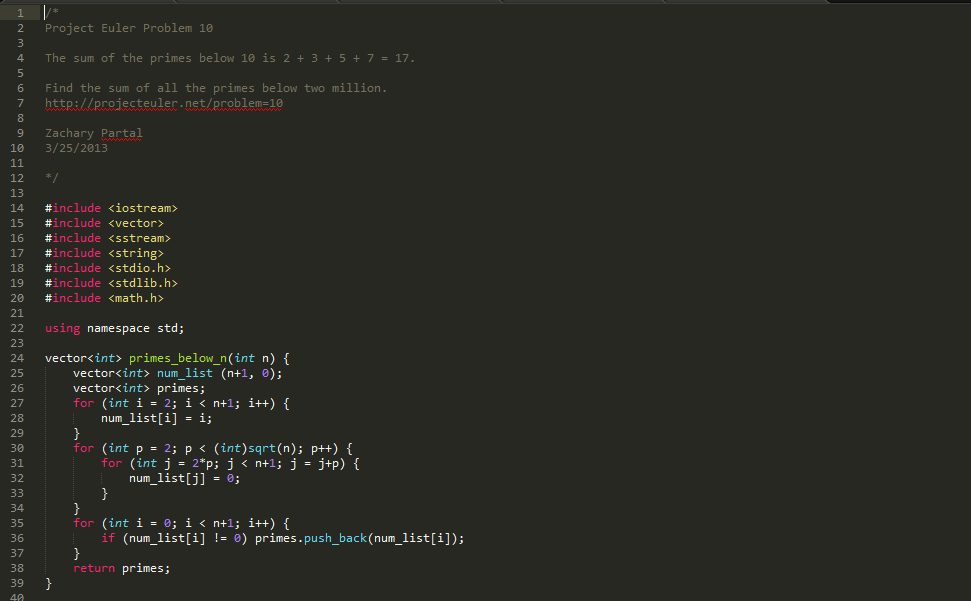 1 /*
2 Project Euler Problem 10
3
4 The sum of the primes below 10 is 2 + 3 + 5 + 7 = 17.
5
6 Find the sum of all the primes below two million.
7 http://projecteuler.net/problem=10
8
9 Zachary Partal
10 3/25/2013
11
12 */
13
14 #include <iostream>
15 #include <vector>
16 #include <sstream>
17 #include <string>
18 #include <stdio.h>
19 #include <stdlib.h>
20 #include <math.h>
21
22 using namespace std;
23
24 vector<int> primes_below_n(int n) {
25     vector<int> num_list (n+1, 0);
26     vector<int> primes;
27     for (int i = 2; i < n+1; i++) {
28         num_list[i] = i;
29     }
30     for (int p = 2; p < (int)sqrt(n); p++) {
31         for (int j = 2*p; j < n+1; j = j+p) {
32             num_list[j] = 0;
33         }
34     }
35     for (int i = 0; i < n+1; i++) {
36         if (num_list[i] != 0) primes.push_back(num_list[i]);
37     }
38     return primes;
39 }
40